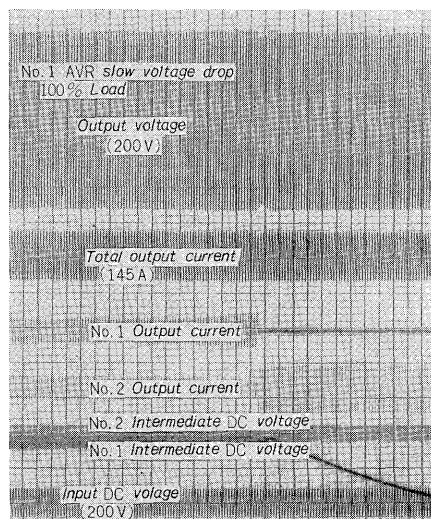 No.1 AVR slow voltage drop
100% Load
Output voltage
(200V)
Total output current
(145A)
No.1 Output current
No.2 Output current
No.2 Intermediate DC voltage
No.1 Intermediate DC voltage
Input DC volage
(200V)